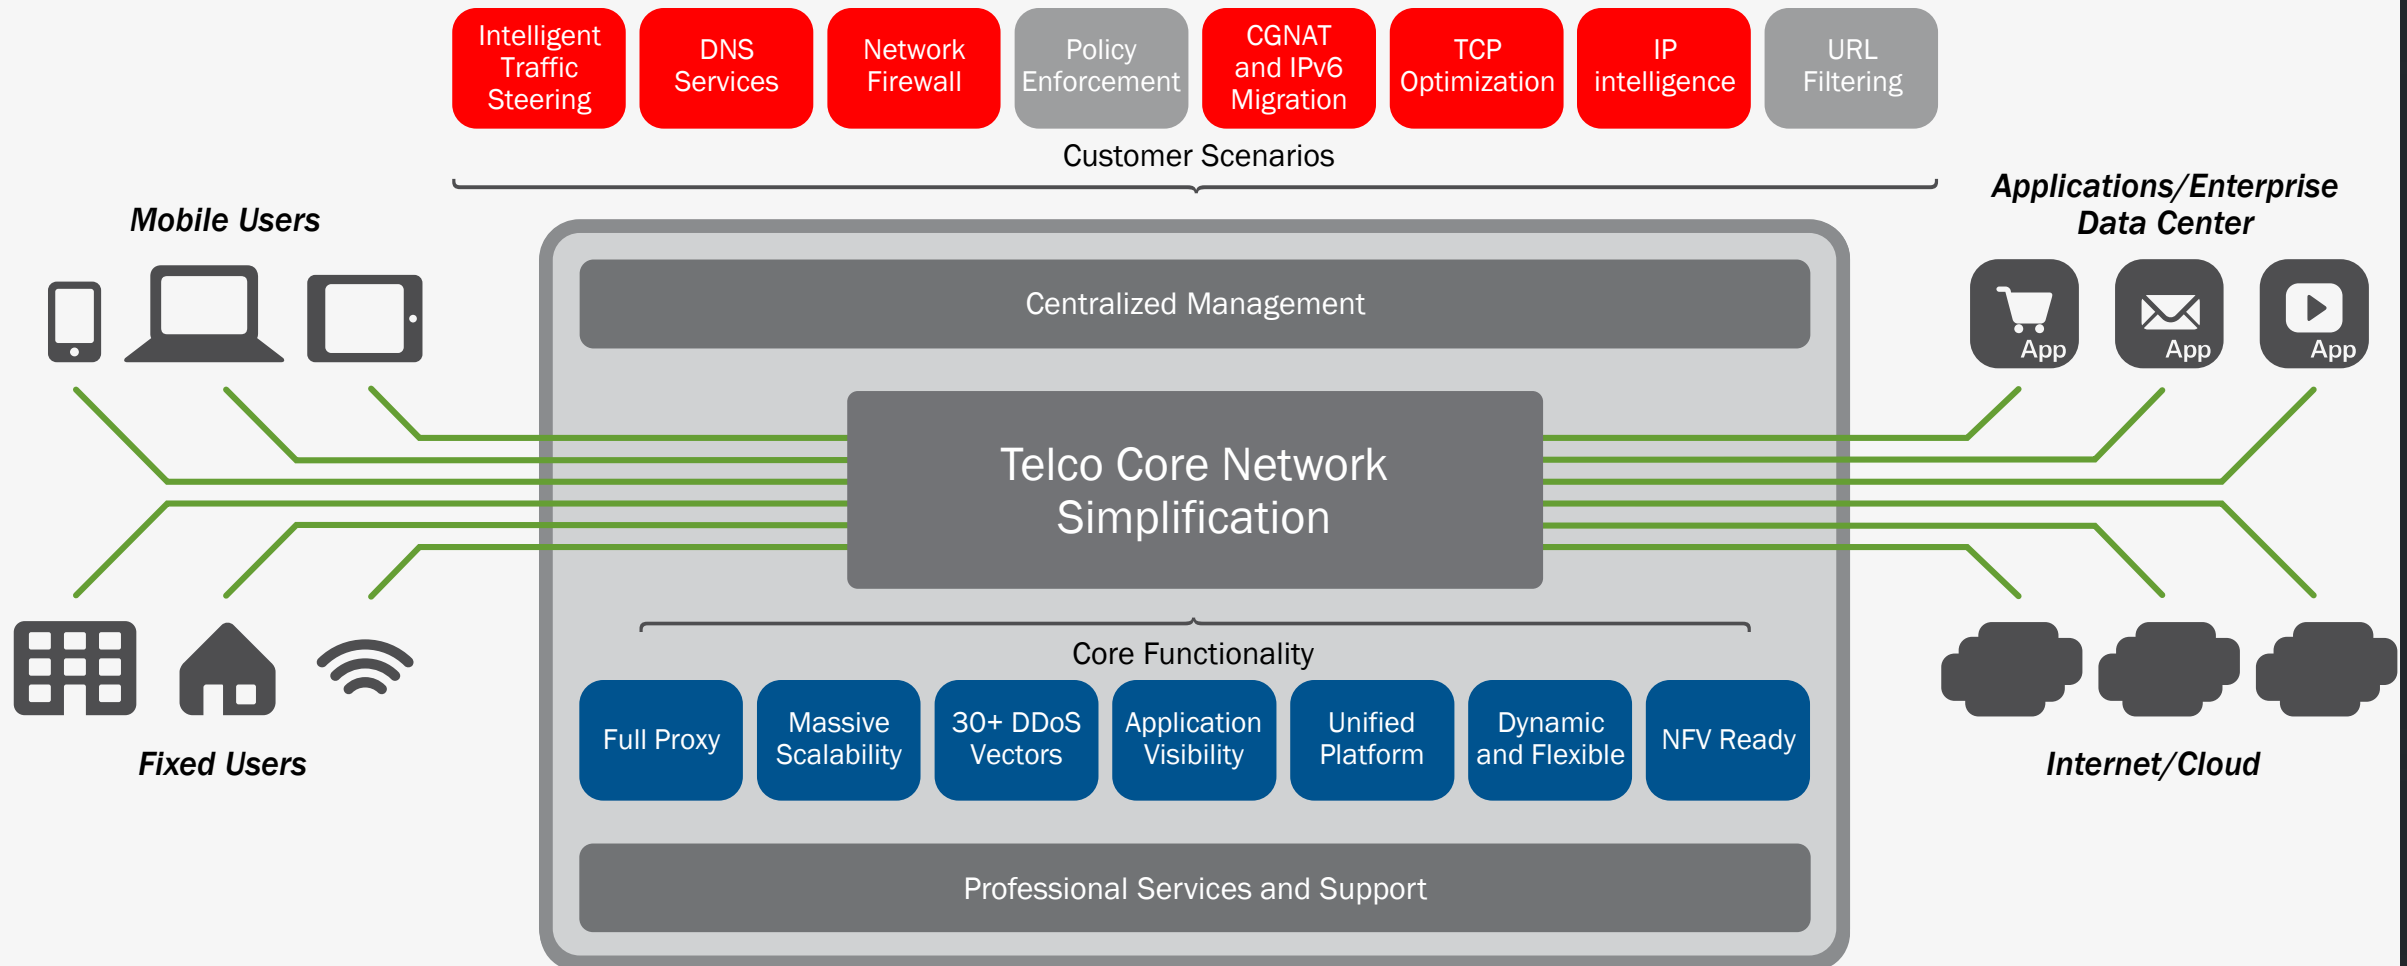 Intelligent
Traffic
Steering
DNS
Services
Network
Firewall
Policy
Enforcement
CGNAT
and IPv6
Migration
TCP
Optimization
IP
intelligence
URL
Filtering
Customer Scenarios
Mobile Users
Applications/Enterprise
Data Center
Centralized Management
App
App
App
Telco Core Network
Simplification
Core Functionality
Full Proxy
Massive
Scalability
30+ DDoS
Vectors
Application
Visibility
Unified
Platform
Dynamic
and Flexible
NFV Ready
Fixed Users
Internet/Cloud
Professional Services and Support